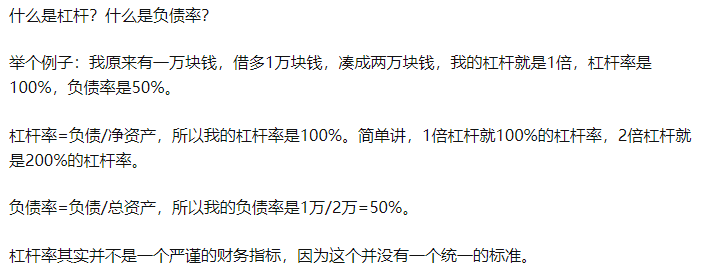 什么是杠杆？什么是负债率？
举个例子：我原来有一万块钱，借多1万块钱，凑成两万块钱，我的杠杆就是1倍，杠杆率是
100%，负债率是50%。
杠杆率=负债/净资产，所以我的杠杆率是100%。简单讲，1倍杠杆就100%的杠杆率，2倍杠杆就
是200%的杠杆率。
负债率=负债/总资产，所以我的负债率是1万/2万=50%。
杠杆率其实并不是一个严谨的财务指标，因为这个并没有一个统一的标准。